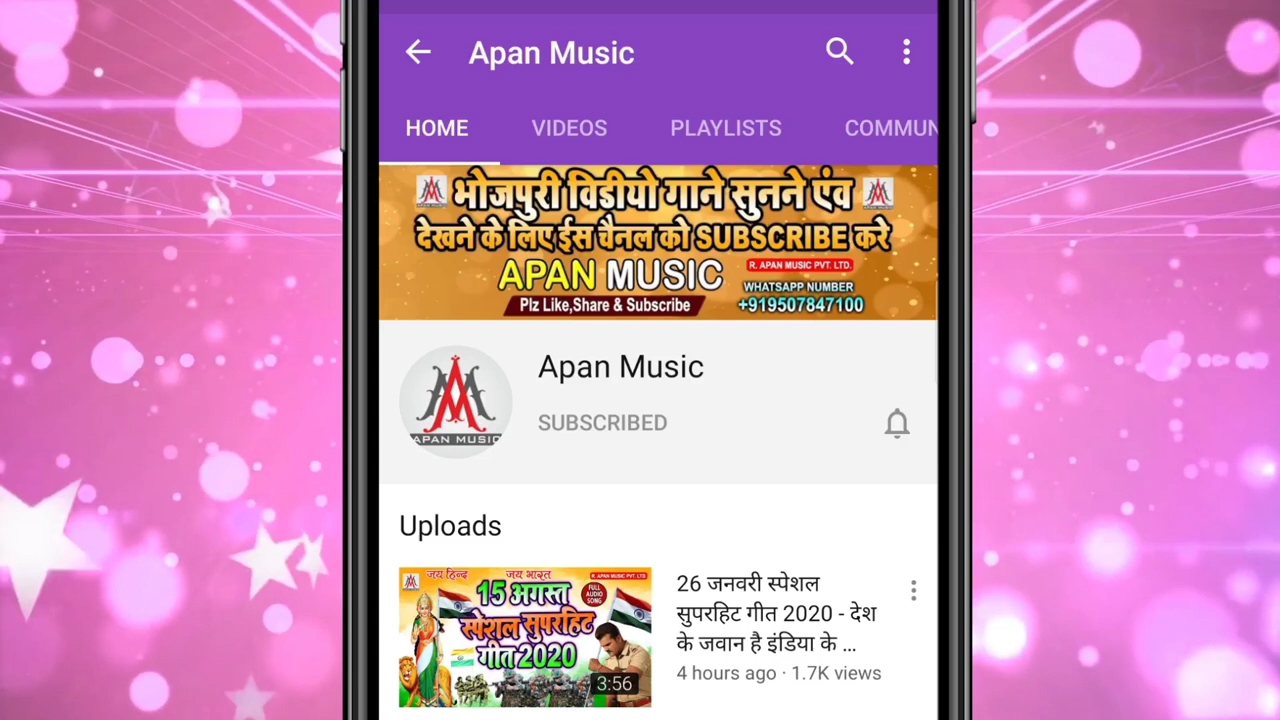 Apan Music
HOME VIDEOS PLAYLISTS COMMUN
भोजपुरी विडीयो गाने सुनने एंव
देखने के लिए ईस चैनल को SUBSCRIBE करे
APAN MUSIC
R. APAN MUSIC PVT. LTD.
WHATSAPP NUMBER
Plz Like,Share & Subscribe
+919507847100
Apan Music
SUBSCRIBED
APAN MUSIC
Uploads
जय हिन्द जय भारत
R. APAN MUSIC PVT. LTD
15 अगस्त
FULL
AUDIO
SONG
स्पेशल सुपरहिट
गीत 2020
3:56
26 जनवरी स्पेशल
सुपरहिट गीत 2020 - देश
के जवान है इंडिया के ...
4 hours ago · 1.7K views